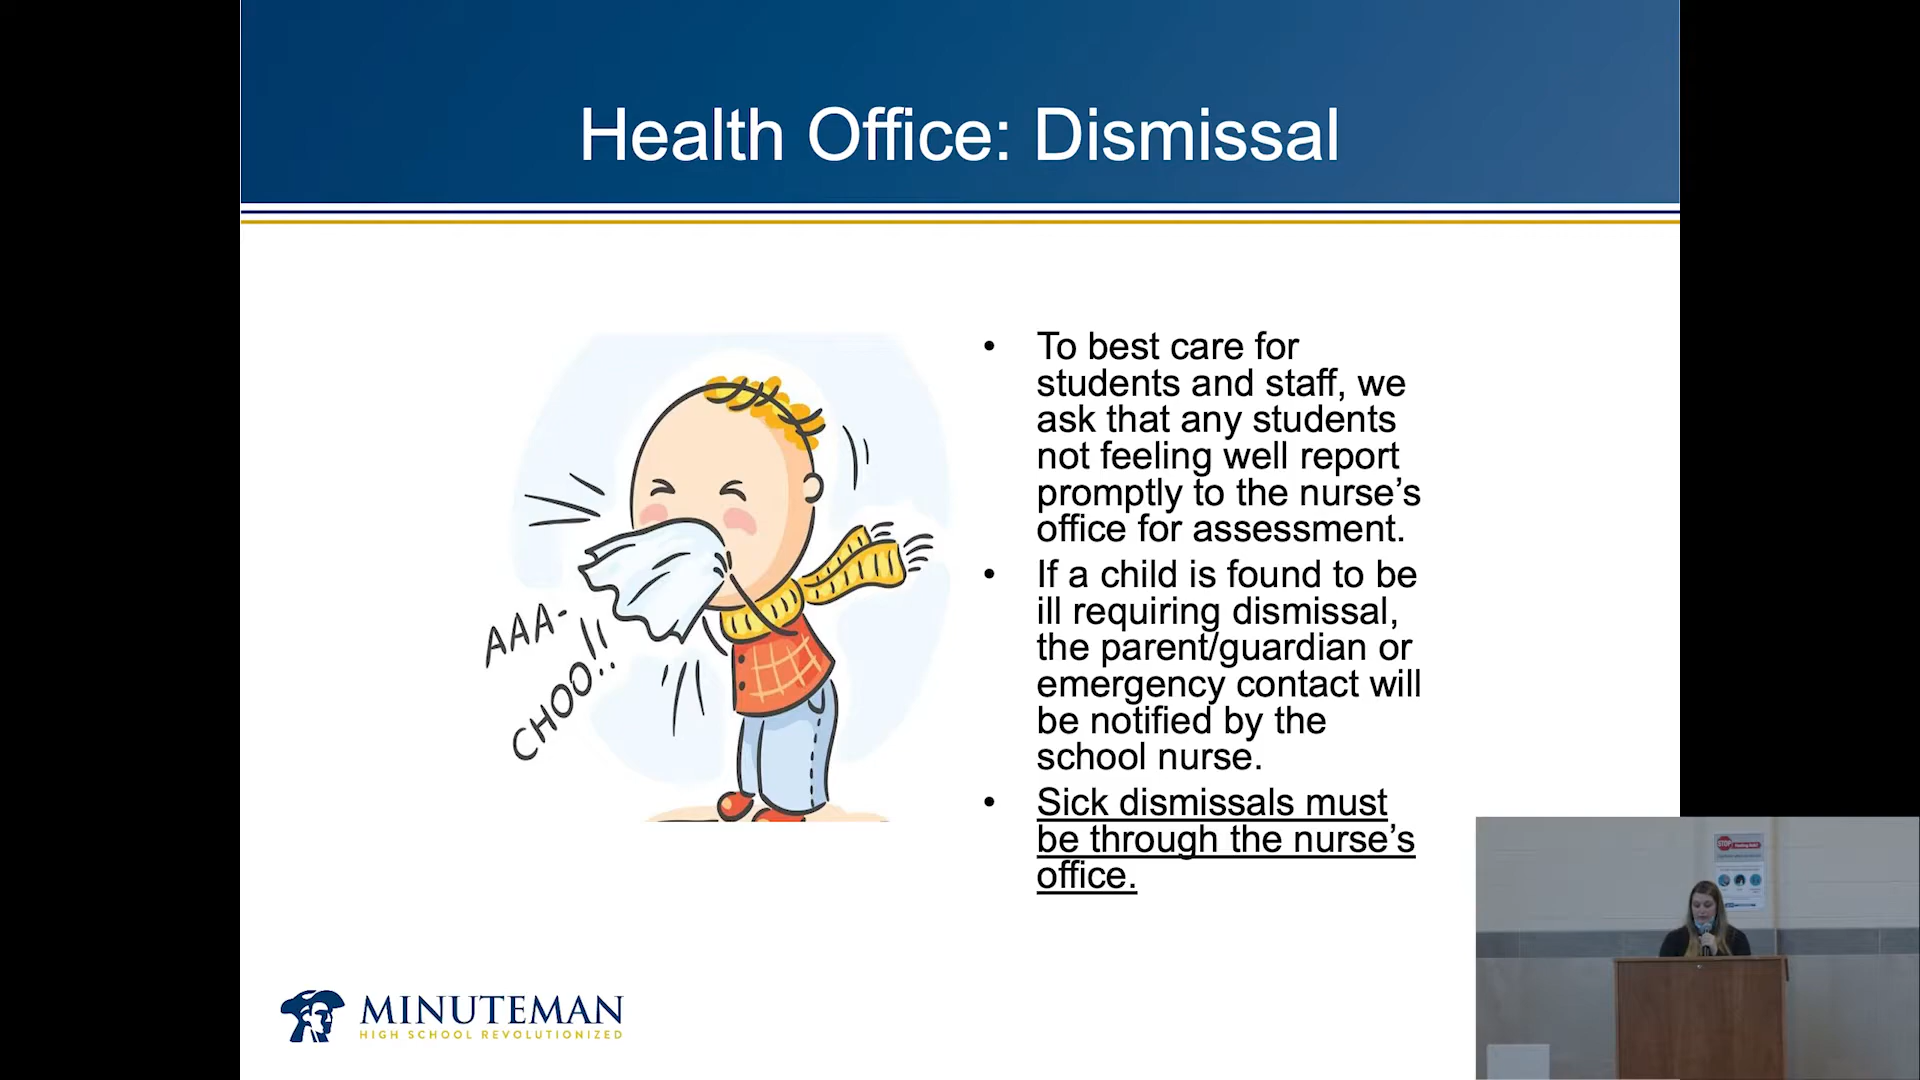 Health Office: Dismissal
• To best care for
students and staff, we
ask that any students
not feeling well report
promptly to the nurse’s
office for assessment.
• If a child is found to be
ill requiring dismissal,
the parent/guardian or
emergency contact will
be notified by the
school nurse.
• Sick dismissals must
be through the nurse’s
office.
AAA-
CHOO!!
MINUTEMAN
HIGH SCHOOL REVOLUTIONIZED
STOP